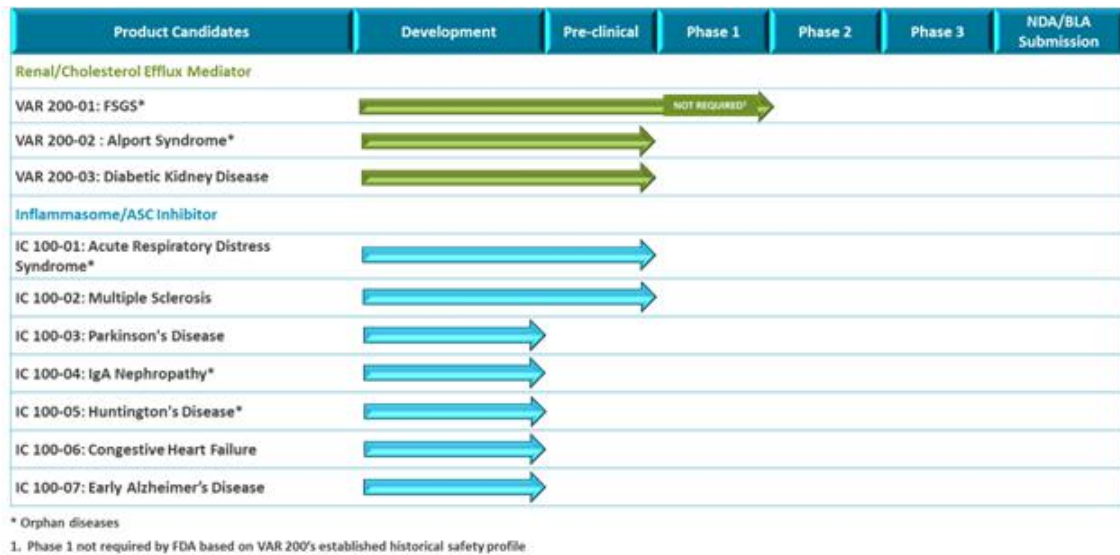 Product Candidates Development Pre-clinical Phase 1 Phase 2 Phase 3 NDA/BLA
Submission
Renal/Cholesterol Efflux Mediator
VAR 200-01: FSGS* NOT REQUIRED¹
VAR 200-02 : Alport Syndrome*
VAR 200-03: Diabetic Kidney Disease
Inflammasome/ASC Inhibitor
IC 100-01: Acute Respiratory Distress
Syndrome*
IC 100-02: Multiple Sclerosis
IC 100-03: Parkinson's Disease
IC 100-04: IgA Nephropathy*
IC 100-05: Huntington's Disease*
IC 100-06: Congestive Heart Failure
IC 100-07: Early Alzheimer's Disease
* Orphan diseases
1. Phase 1 not required by FDA based on VAR 200's established historical safety profile